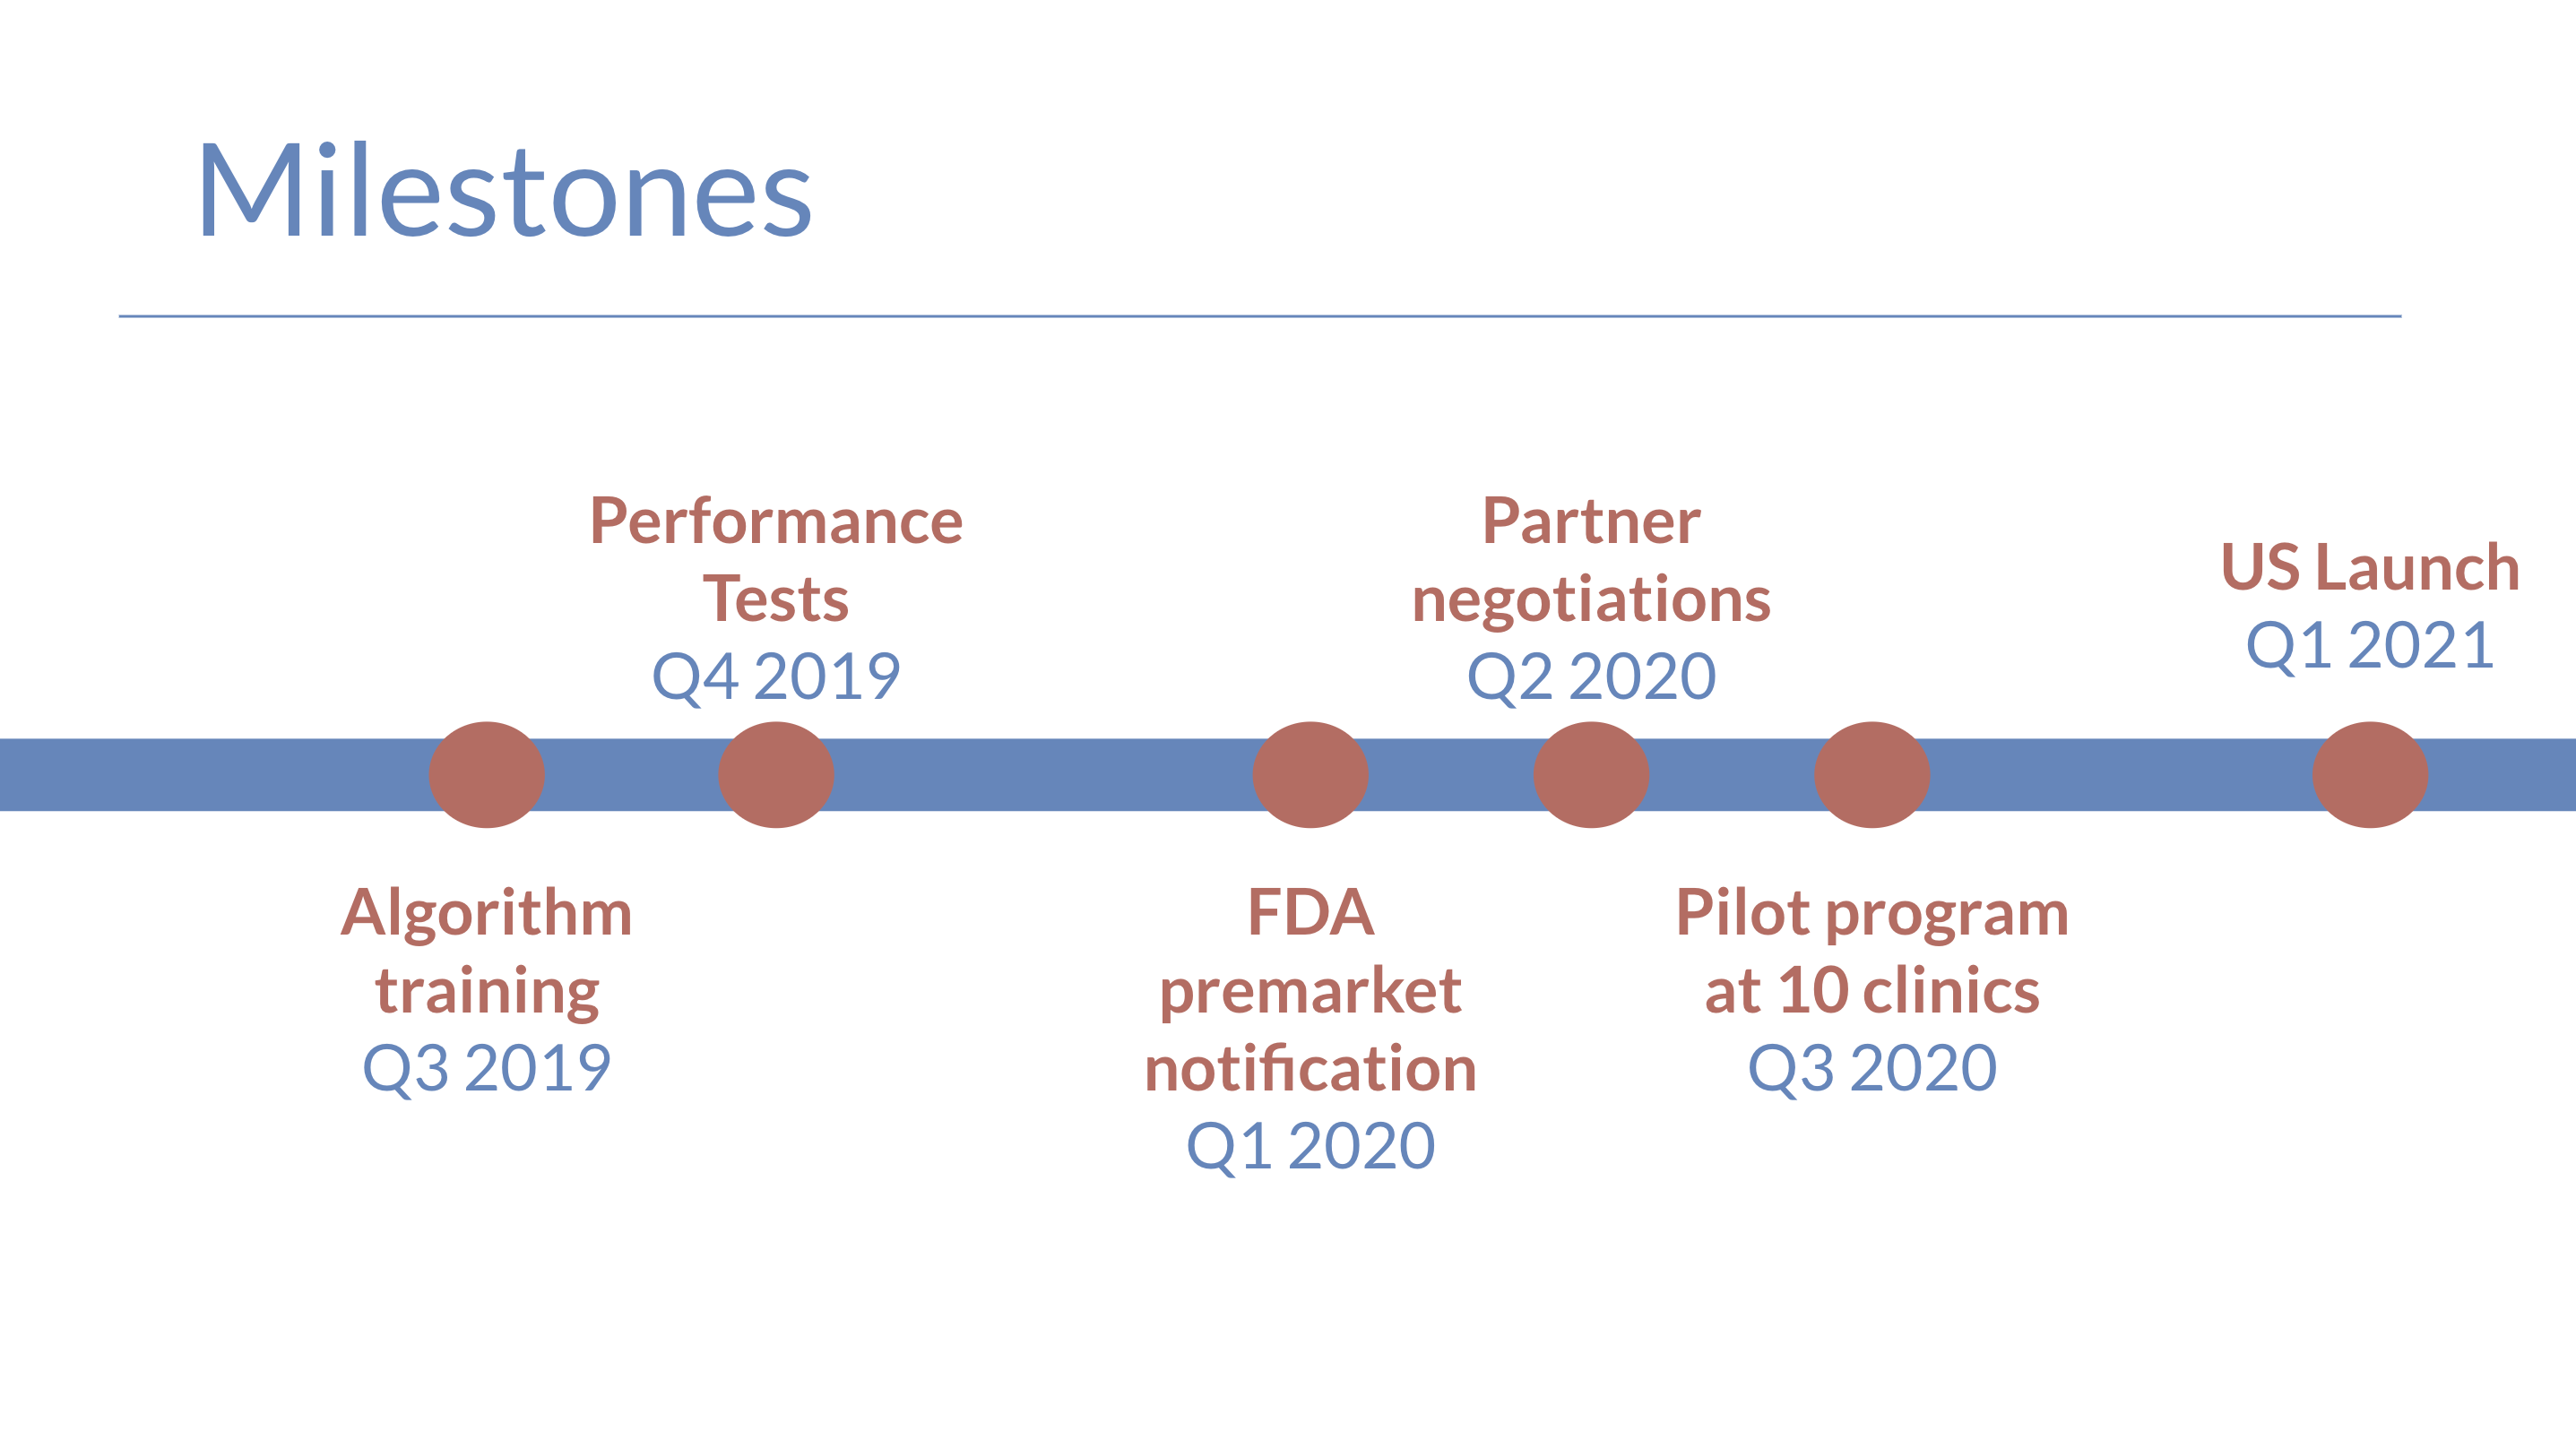 Milestones
Performance
Tests
Q4 2019
Partner
negotiations
Q2 2020
US Launch
Q1 2021
Algorithm
training
Q3 2019
FDA
premarket
notification
Q1 2020
Pilot program
at 10 clinics
Q3 2020